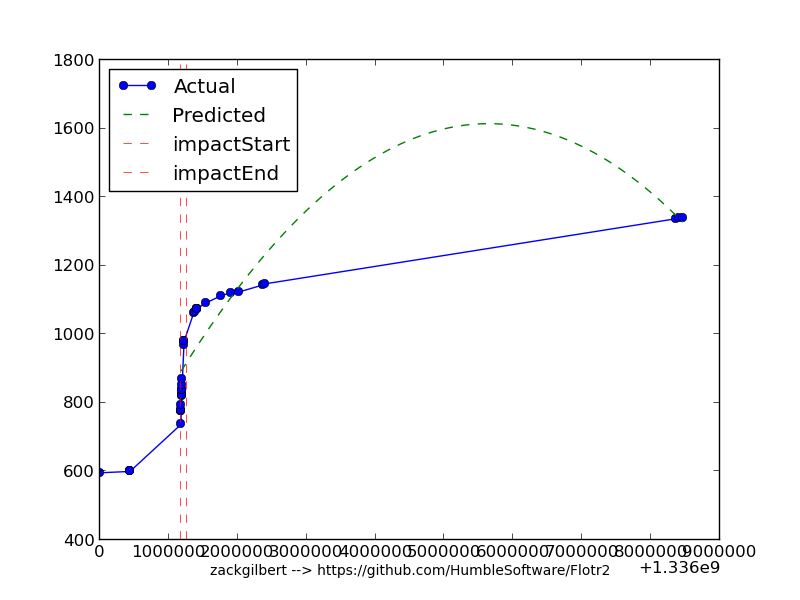 1800
1600
1400
1200
1000
800
600
400
Actual
Predicted
impactStart
impactEnd
0 1000000 2000000 3000000 4000000 5000000 6000000 7000000 8000000 9000000
zackgilbert --> https://github.com/HumbleSoftware/Flotr2
+1.336e9